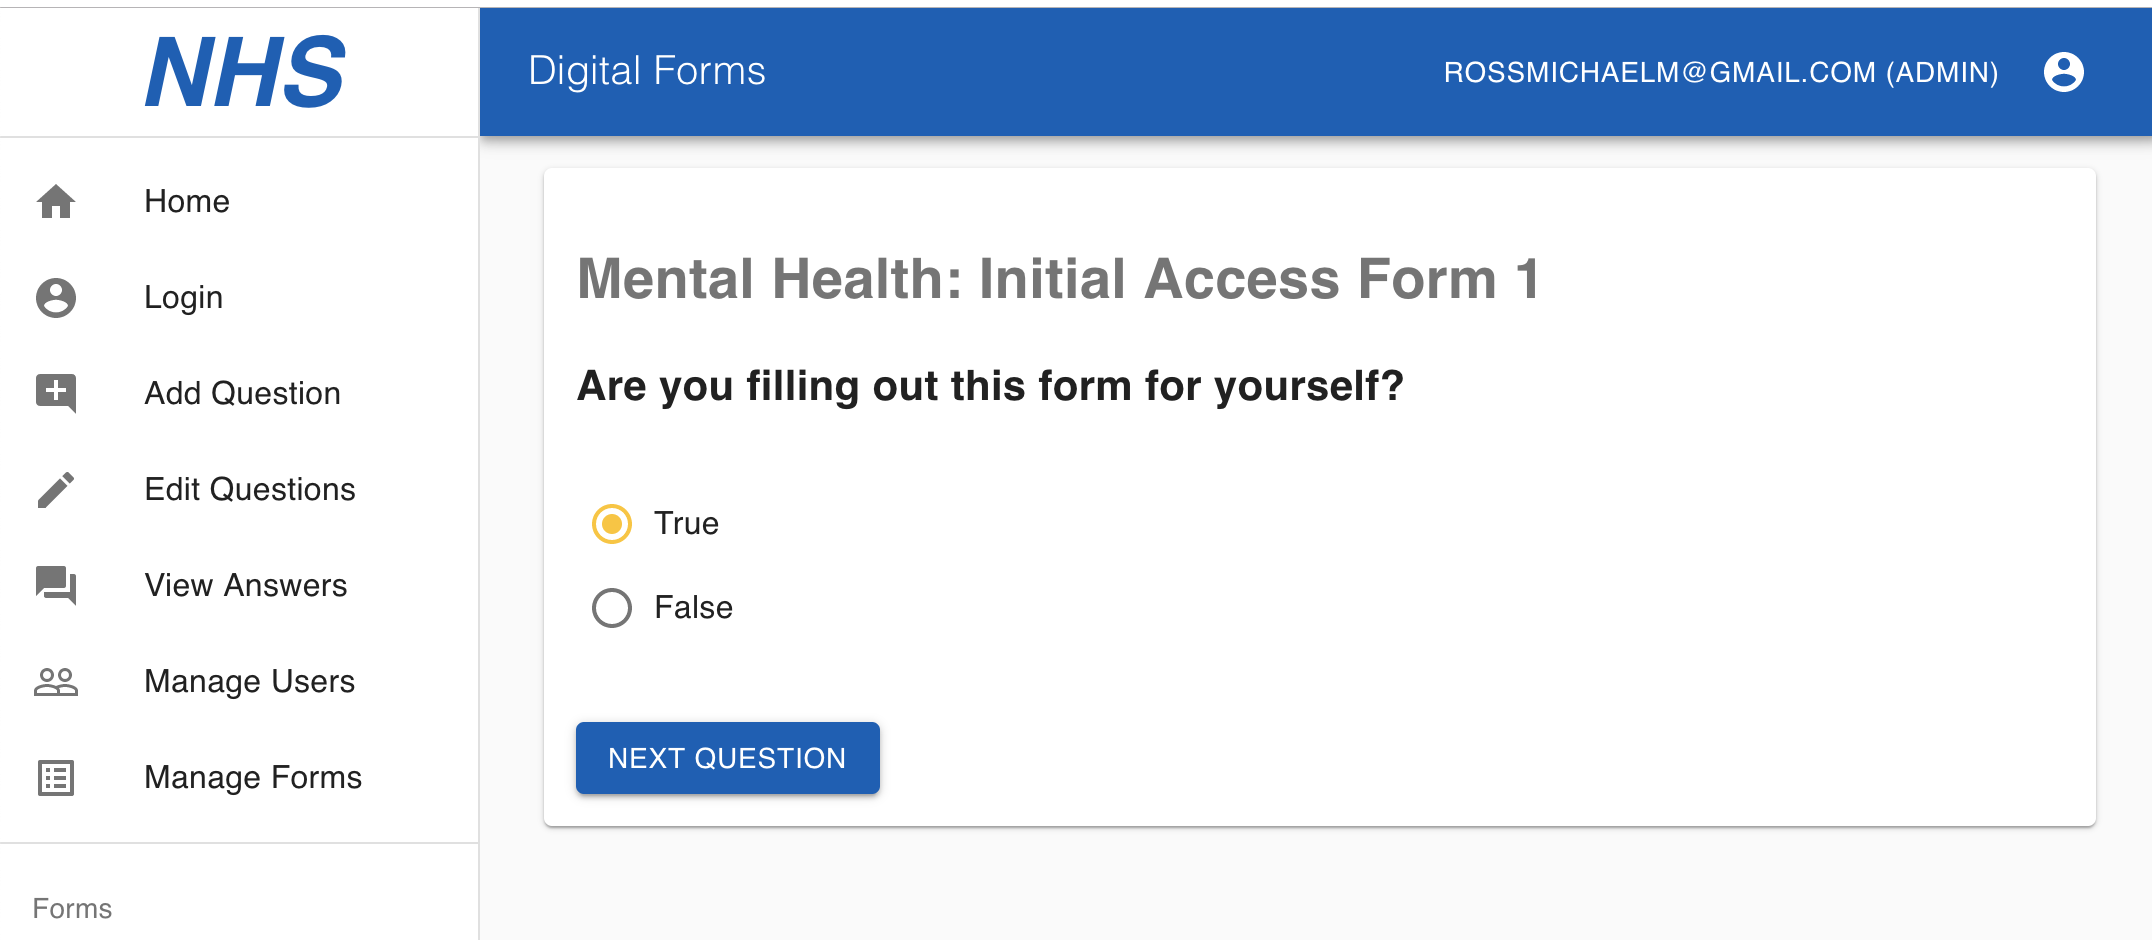 NHS
Digital Forms
ROSSMICHAELM@GMAIL.COM (ADMIN)
Home
Login
Add Question
Edit Questions
View Answers
Manage Users
Manage Forms
Forms
Mental Health: Initial Access Form 1
Are you filling out this form for yourself?
True
False
NEXT QUESTION